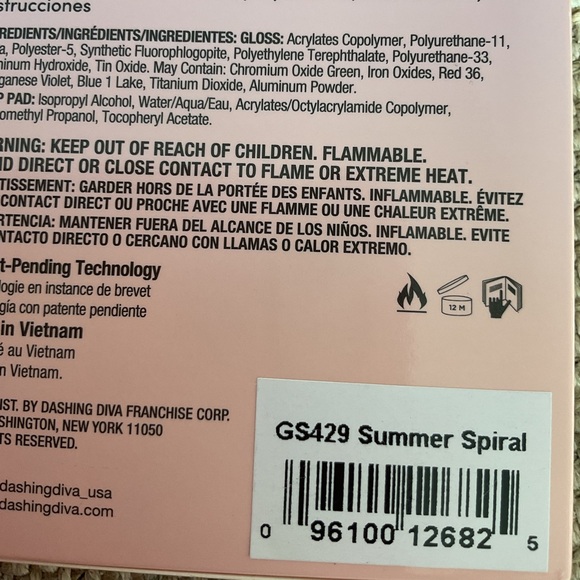 strucciones
REDIENTS/INGRÉDIENTS/INGREDIENTES: GLOSS: Acrylates Copolymer, Polyurethane-11,
a, Polyester-5, Synthetic Fluorophlogopite, Polyethylene Terephthalate, Polyurethane-33,
inum Hydroxide, Tin Oxide. May Contain: Chromium Oxide Green, Iron Oxides, Red 36,
ganese Violet, Blue 1 Lake, Titanium Dioxide, Aluminum Powder.
P PAD: Isopropyl Alcohol, Water/Aqua/Eau, Acrylates/Octylacrylamide Copolymer,
omethyl Propanol, Tocopheryl Acetate.
RNING: KEEP OUT OF REACH OF CHILDREN. FLAMMABLE.
ID DIRECT OR CLOSE CONTACT TO FLAME OR EXTREME HEAT.
TISSEMENT: GARDER HORS DE LA PORTÉE DES ENFANTS. INFLAMMABLE. ÉVITEZ
CONTACT DIRECT OU PROCHE AVEC UNE FLAMME OU UNE CHALEUR EXTRÊME.
RTENCIA: MANTENER FUERA DEL ALCANCE DE LOS NIÑOS. INFLAMABLE. EVITE
NTACTO DIRECTO O CERCANO CON LLAMAS O CALOR EXTREMO.
t-Pending Technology
logie en instance de brevet
gía con patente pendiente
12 M
in Vietnam
é au Vietnam
n Vietnam.
IST. BY DASHING DIVA FRANCHISE CORP.
SHINGTON, NEW YORK 11050
TS RESERVED.
dashingdiva_usa
dashingdiva.com
GS429 Summer Spiral
0 96100 12682 5